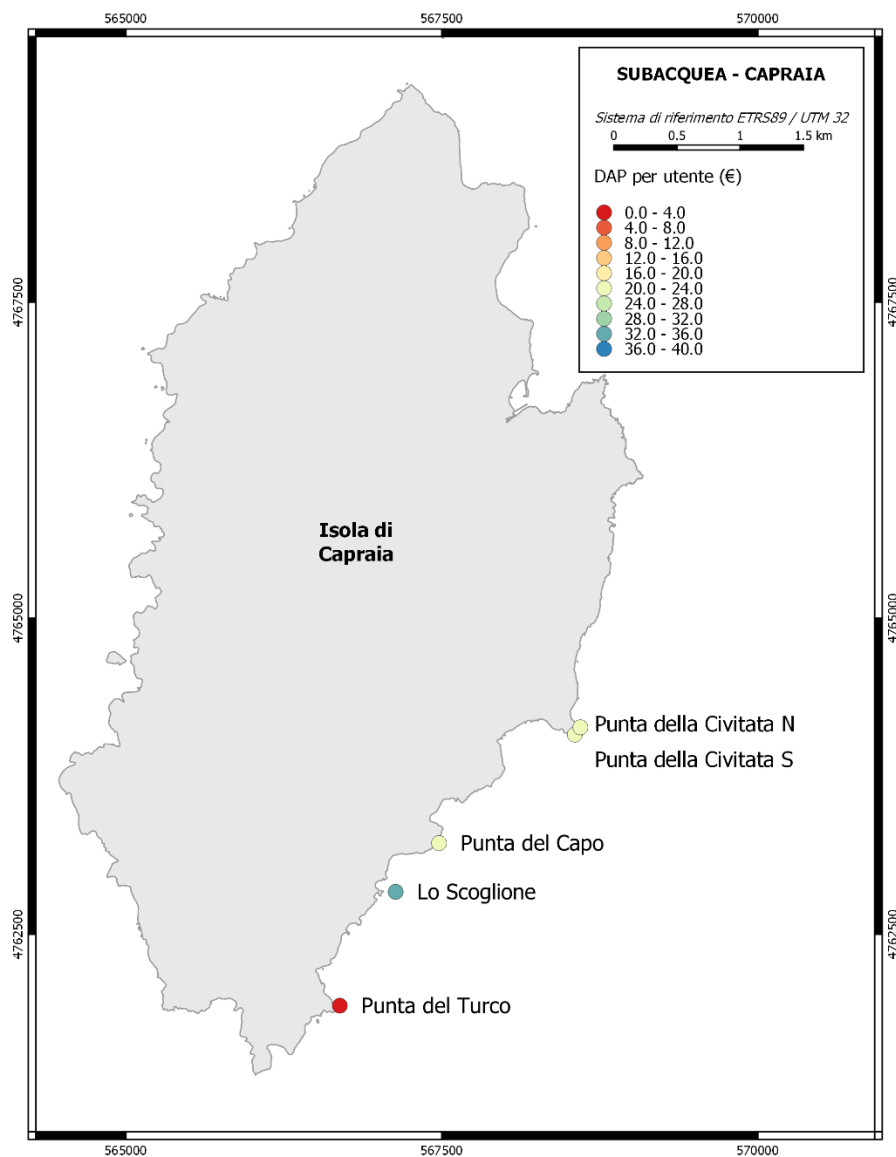 565000
567500
570000
SUBACQUEA - CAPRAIA
Sistema di riferimento ETRS89 / UTM 32
0 0.5 1 1.5 km
DAP per utente (€)
0.0 - 4.0
4.0 - 8.0
8.0 - 12.0
12.0 - 16.0
16.0 - 20.0
20.0 - 24.0
24.0 - 28.0
28.0 - 32.0
32.0 - 36.0
36.0 - 40.0
4767500
4767500
Isola di
Capraia
4765000
4765000
Punta della Civitata N
Punta della Civitata S
Punta del Capo
Lo Scoglione
4762500
4762500
Punta del Turco
565000
567500
570000